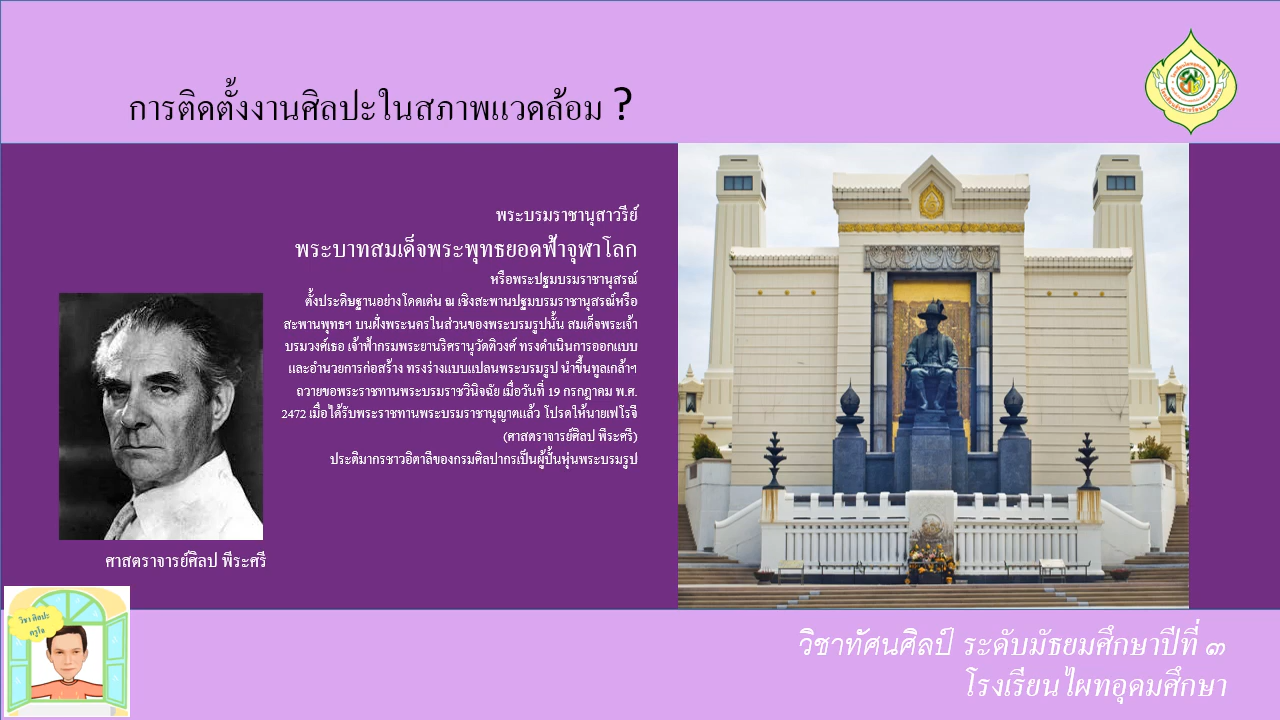 การติดตั้งงานศิลปะในสภาพแวดล้อม ?
พระบรมราชานุสาวรีย์
พระบาทสมเด็จพระพุทธยอดฟ้าจุฬาโลก
หรือพระปฐมบรมราชานุสรณ์
ตั้งประดิษฐานอย่างโดดเด่น ณ เชิงสะพานปฐมบรมราชานุสรณ์หรือ
สะพานพุทธฯ บนฝั่งพระนครในส่วนของพระบรมรูปนั้น สมเด็จพระเจ้า
บรมวงศ์เธอ เจ้าฟ้ากรมพระยานริศรานุวัดติวงศ์ ทรงดำเนินการออกแบบ
และอำนวยการก่อสร้าง ทรงร่างแบบแปลนพระบรมรูป นำขึ้นทูลเกล้าฯ
ถวายขอพระราชทานพระบรมราชวินิจฉัย เมื่อวันที่ 19 กรกฎาคม พ.ศ.
2472 เมื่อได้รับพระราชทานพระบรมราชานุญาตแล้ว โปรดให้นายเฟโรจี
(ศาสตราจารย์ศิลป พีระศรี)
ประติมากรชาวอิตาลีของกรมศิลปากรเป็นผู้ปั้นหุ่นพระบรมรูป
ศาสตราจารย์ศิลป พีระศรี
วิชา ศิลปะ
วิชาทัศนศิลป์ ระดับมัธยมศึกษาปีที่ ๓
โรงเรียนไผทอุดมศึกษา